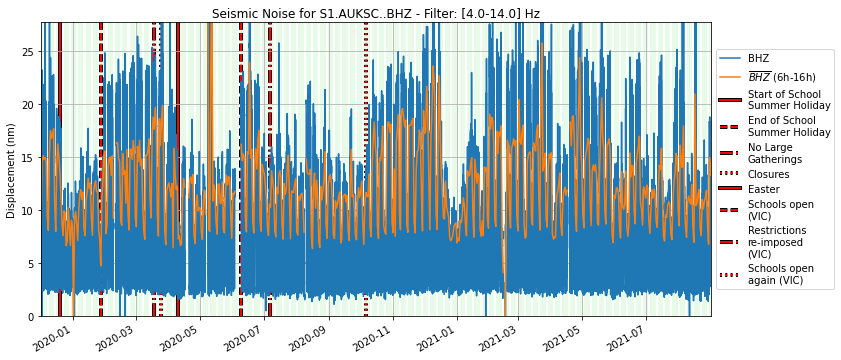 Seismic Noise for S1.AUKSC..BHZ - Filter: [4.0-14.0] Hz
Displacement (nm)
25
20
15
10
5
0
2020-01
2020-03
2020-05
2020-07
2020-09
2020-11
2021-01
2021-03
2021-05
2021-07
BHZ
BHZ (6h-16h)
Start of School
Summer Holiday
End of School
Summer Holiday
No Large
Gatherings
Closures
Easter
Schools open
(VIC)
Restrictions
re-imposed
(VIC)
Schools open
again (VIC)